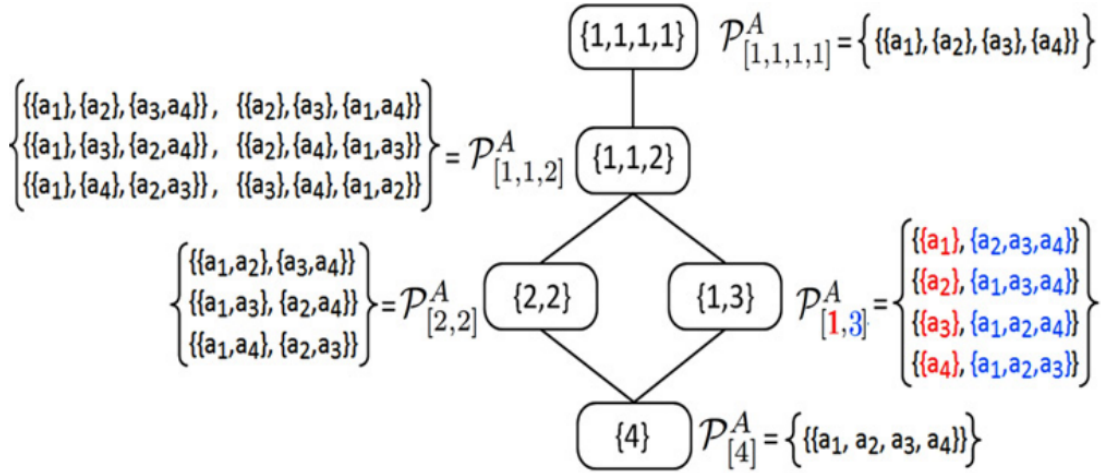 {1,1,1,1} 𝒫^A_[1,1,1,1] = {{{a₁},{a₂},{a₃},{a₄}}}
{{a₁},{a₂},{a₃,a₄}}, {{a₂},{a₃},{a₁,a₄}}
{{a₁},{a₃},{a₂,a₄}}, {{a₂},{a₄},{a₁,a₃}} = 𝒫^A_[1,1,2] {1,1,2}
{{a₁},{a₄},{a₂,a₃}}, {{a₃},{a₄},{a₁,a₂}}
{{a₁,a₂},{a₃,a₄}}
{{a₁,a₃},{a₂,a₄}} = 𝒫^A_[2,2] {2,2}
{{a₁,a₄},{a₂,a₃}}
{1,3} 𝒫^A_[1,3] =
{{a₁},{a₂,a₃,a₄}}
{{a₂},{a₁,a₃,a₄}}
{{a₃},{a₁,a₂,a₄}}
{{a₄},{a₁,a₂,a₃}}
{4} 𝒫^A_[4] = {{{a₁, a₂, a₃, a₄}}}